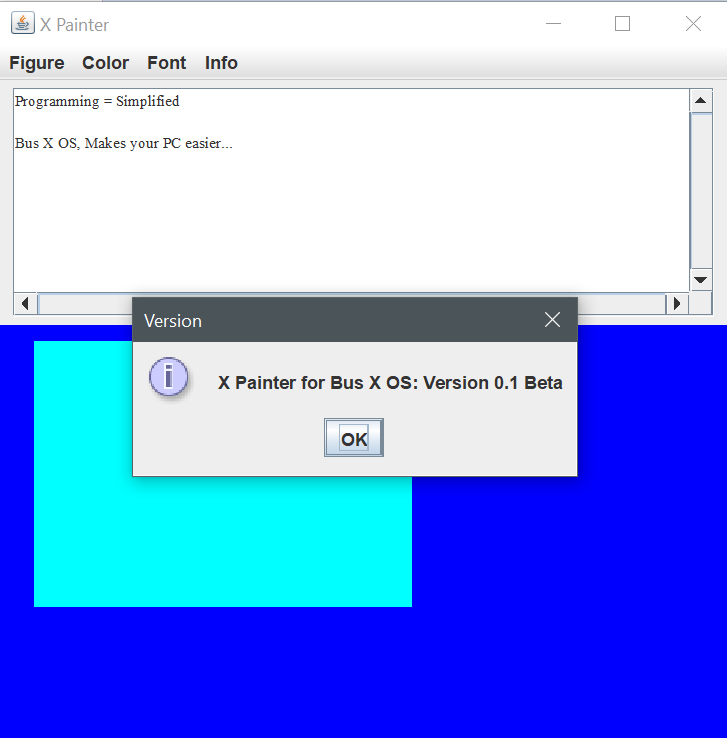 X Painter
Figure Color Font Info
Programming = Simplified
Bus X OS, Makes your PC easier...
Version
X Painter for Bus X OS: Version 0.1 Beta
OK